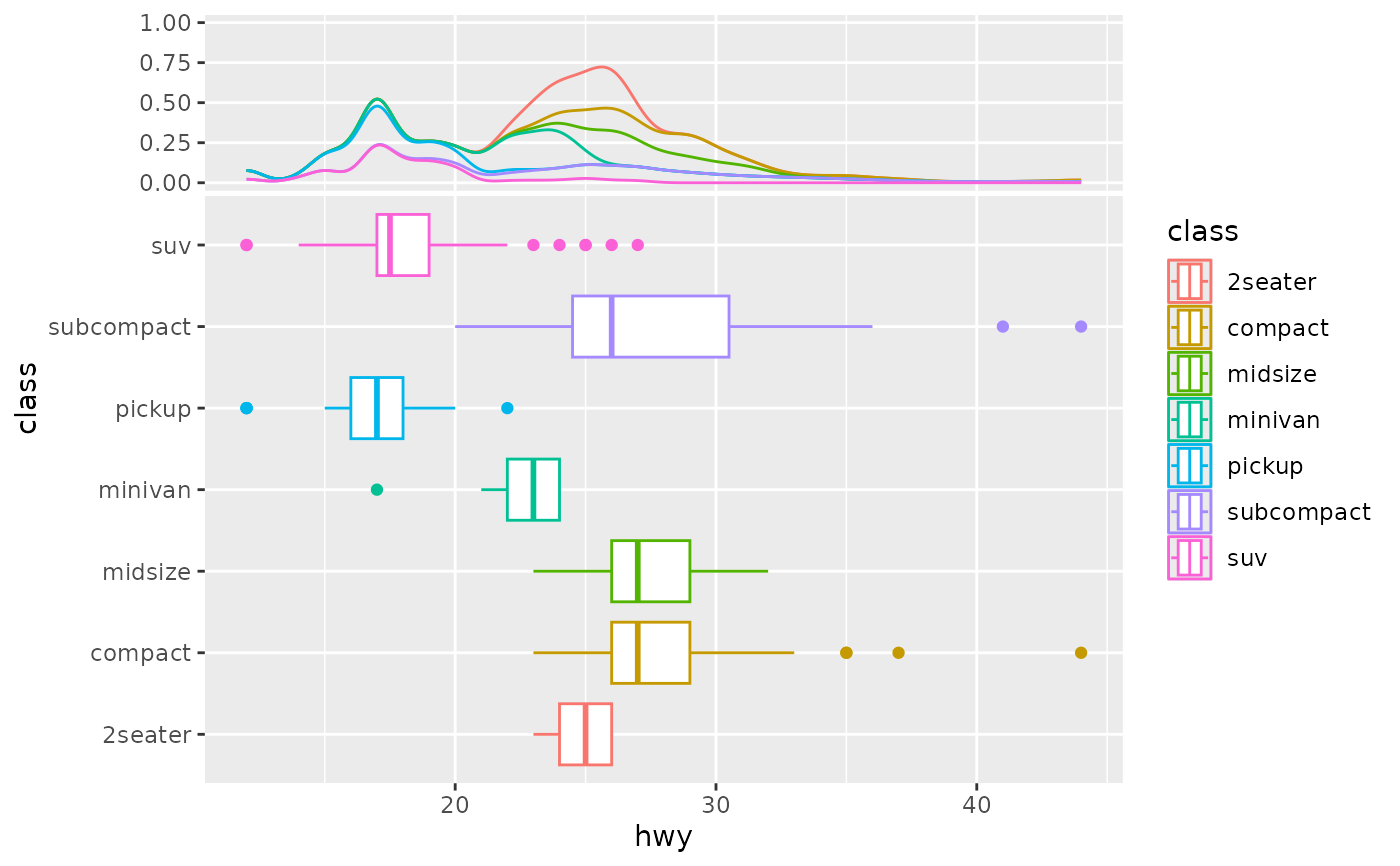 1.00
0.75
0.50
0.25
0.00
suv
subcompact
pickup
minivan
midsize
compact
2seater
class
20 30 40
hwy
class
2seater
compact
midsize
minivan
pickup
subcompact
suv